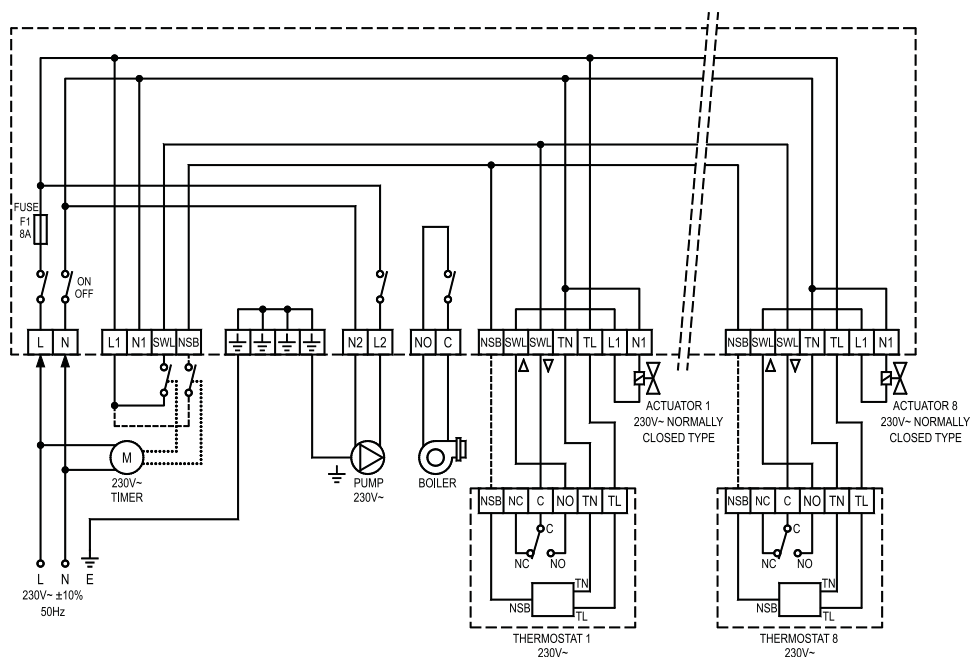 FUSE
F1
8A
ON
OFF
L N L1 N1 SWL NSB N2 L2 NO C NSB SWL SWL TN TL L1 N1 NSB SWL SWL TN TL L1 N1
ACTUATOR 1
230V~ NORMALLY
CLOSED TYPE
ACTUATOR 8
230V~ NORMALLY
CLOSED TYPE
M
230V~
TIMER
PUMP
230V~
BOILER
NSB NC C NO TN TL
NSB NC C NO TN TL
C
NC NO
C
NC NO
L N E
230V~ ±10%
50Hz
TN
NSB
TL
TN
NSB
TL
THERMOSTAT 1
230V~
THERMOSTAT 8
230V~